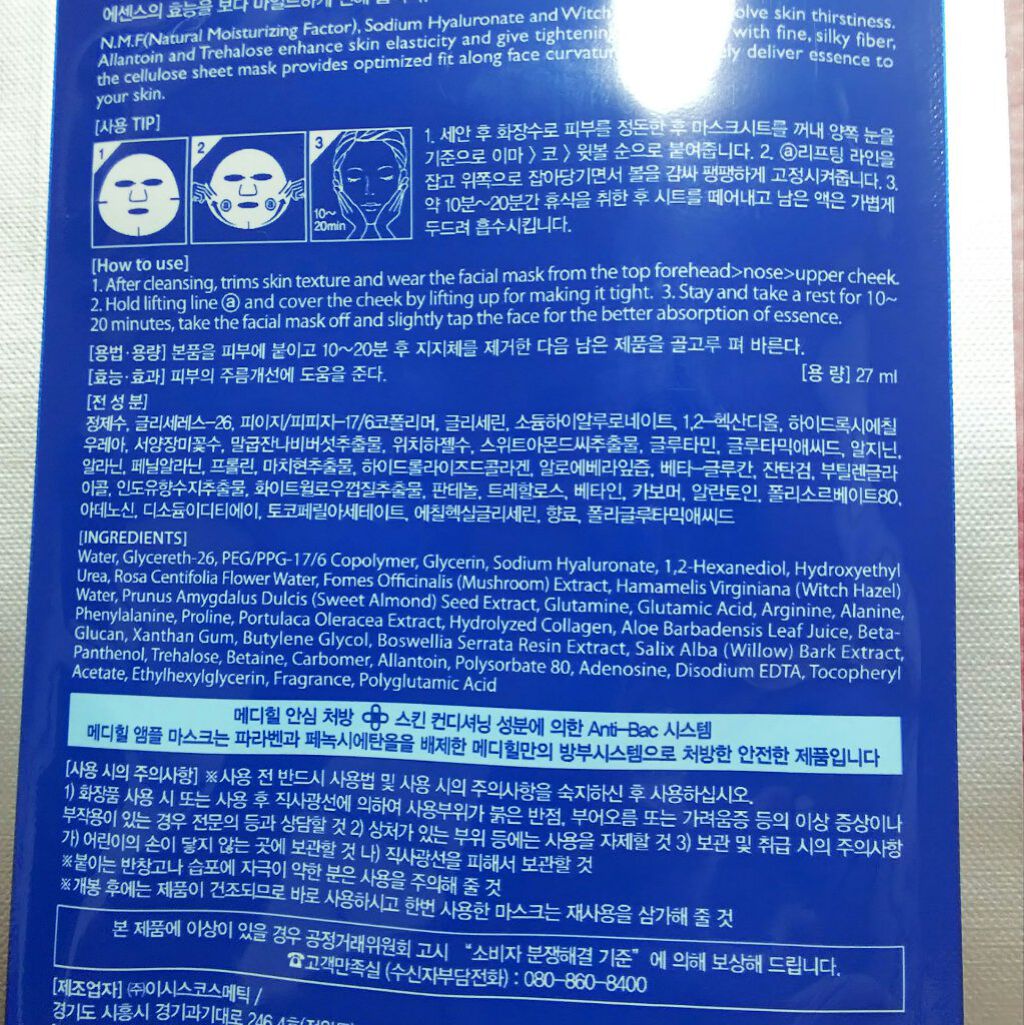 에센스의 효능을 보다 마일드하게
N.M.F(Natural Moisturizing Factor), Sodium Hyaluronate and Witch olve skin thirstiness.
Allantoin and Trehalose enhance skin elasticity and give tightening with fine, silky fiber,
the cellulose sheet mask provides optimized fit along face ly deliver essence to
your skin.
[사용 TIP]
1
2
3
ⓐ ⓐ
10~
20min
1. 세안 후 화장수로 피부를 정돈한 후 마스크시트를 꺼내 양쪽 눈을
기준으로 이마 > 코 > 윗볼 순으로 붙여줍니다. 2. ⓐ리프팅 라인을
잡고 위쪽으로 잡아당기면서 볼을 감싸 팽팽하게 고정시켜줍니다. 3.
약 10분~20분간 휴식을 취한 후 시트를 떼어내고 남은 액은 가볍게
두드려 흡수시킵니다.
[How to use]
1. After cleansing, trims skin texture and wear the facial mask from the top forehead>nose>upper cheek.
2. Hold lifting line ⓐ and cover the cheek by lifting up for making it tight. 3. Stay and take a rest for 10~
20 minutes, take the facial mask off and slightly tap the face for the better absorption of essence.
[용법·용량] 본품을 피부에 붙이고 10~20분 후 지지체를 제거한 다음 남은 제품을 골고루 펴 바른다.
[효능·효과] 피부의 주름개선에 도움을 준다. [용 량] 27 ml
[전 성 분]
정제수, 글리세레스-26, 피이지/피피자-17/6코폴리머, 글리세린, 소듐하이알루로네이트, 1,2-헥산디올, 하이드록시에칠
우레아, 서양장미꽃수, 말굽잔나비버섯추출물, 위치하젤수, 스위트아몬드씨추출물, 글루타민, 글루타믹애씨드, 알지닌,
알라닌, 페닐알라닌, 프롤린, 마치현추출물, 하이드롤라이즈드콜라겐, 알로에베라잎즙, 베타-글루칸, 잔탄검, 부틸렌글라
이콜, 인도유향수지추출물, 화이트윌로우껍질추출물, 판테놀, 트레할로스, 베타인, 카보머, 알란토인, 폴리소르베이트80,
아데노신, 디소듐이디티에이, 토코페릴아세테이트, 에칠헥실글리세린, 향료, 폴리글루타믹애씨드
[INGREDIENTS]
Water, Glycereth-26, PEG/PPG-17/6 Copolymer, Glycerin, Sodium Hyaluronate, 1,2-Hexanediol, Hydroxyethyl
Urea, Rosa Centifolia Flower Water, Fomes Officinalis (Mushroom) Extract, Hamamelis Virginiana (Witch Hazel)
Water, Prunus Amygdalus Dulcis (Sweet Almond) Seed Extract, Glutamine, Glutamic Acid, Arginine, Alanine,
Phenylalanine, Proline, Portulaca Oleracea Extract, Hydrolyzed Collagen, Aloe Barbadensis Leaf Juice, Beta-
Glucan, Xanthan Gum, Butylene Glycol, Boswellia Serrata Resin Extract, Salix Alba (Willow) Bark Extract,
Panthenol, Trehalose, Betaine, Carbomer, Allantoin, Polysorbate 80, Adenosine, Disodium EDTA, Tocopheryl
Acetate, Ethylhexylglycerin, Fragrance, Polyglutamic Acid
메디힐 안심 처방 스킨 컨디셔닝 성분에 의한 Anti-Bac 시스템
메디힐 앰플 마스크는 파라벤과 페녹시에탄올을 배제한 메디힐만의 방부시스템으로 처방한 안전한 제품입니다
[사용 시의 주의사항] ※사용 전 반드시 사용법 및 사용 시의 주의사항을 숙지하신 후 사용하십시오.
1) 화장품 사용 시 또는 사용 후 직사광선에 의하여 사용부위가 붉은 반점, 부어오름 또는 가려움증 등의 이상 증상이나
부작용이 있는 경우 전문의 등과 상담할 것 2) 상처가 있는 부위 등에는 사용을 자제할 것 3) 보관 및 취급 시의 주의사항
가) 어린이의 손이 닿지 않는 곳에 보관할 것 나) 직사광선을 피해서 보관할 것
※붙이는 반창고나 습포에 자극이 약한 분은 사용을 주의해 줄 것
※개봉 후에는 제품이 건조되므로 바로 사용하시고 한번 사용한 마스크는 재사용을 삼가해 줄 것
본 제품에 이상이 있을 경우 공정거래위원회 고시 “소비자 분쟁해결 기준” 에 의해 보상해 드립니다.
☎고객만족실 (수신자부담전화) : 080-860-8400
[제조업자] ㈜이시스코스메틱 /
경기도 시흥시 경기과기대로 246